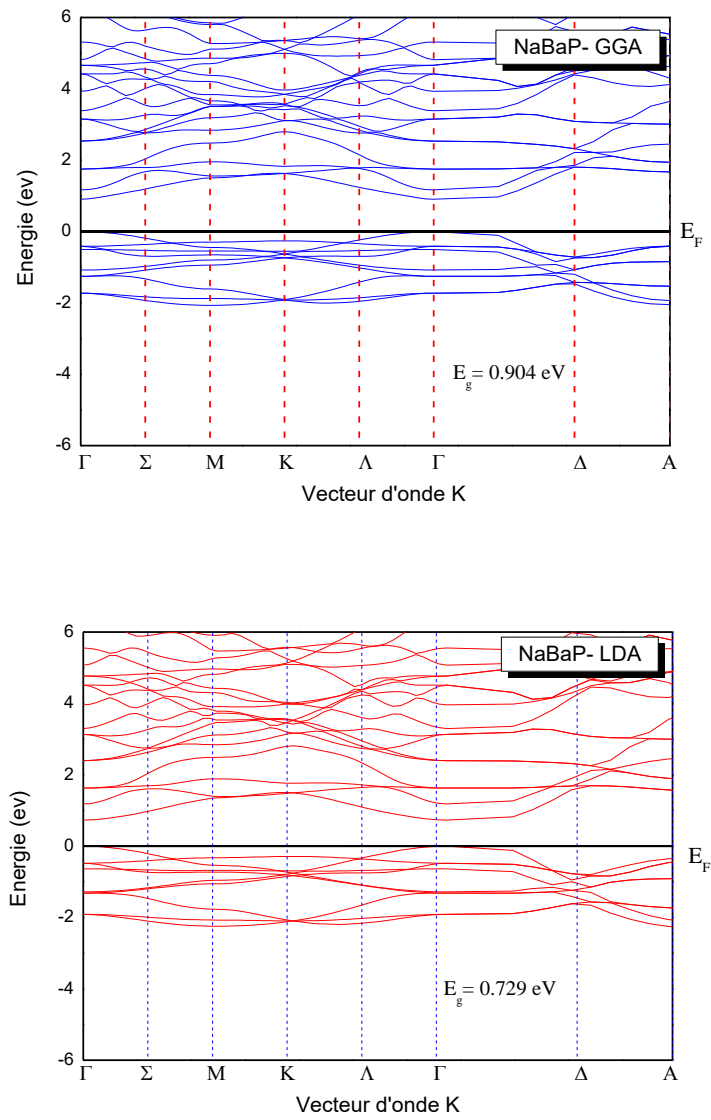 NaBaP- GGA
6
4
2
0
-2
-4
-6
Energie (ev)
E_F
E_g= 0.904 eV
Γ Σ M K Λ Γ Δ A
Vecteur d'onde K
NaBaP- LDA
6
4
2
0
-2
-4
-6
Energie (ev)
E_F
E_g= 0.729 eV
Γ Σ M K Λ Γ Δ A
Vecteur d'onde K